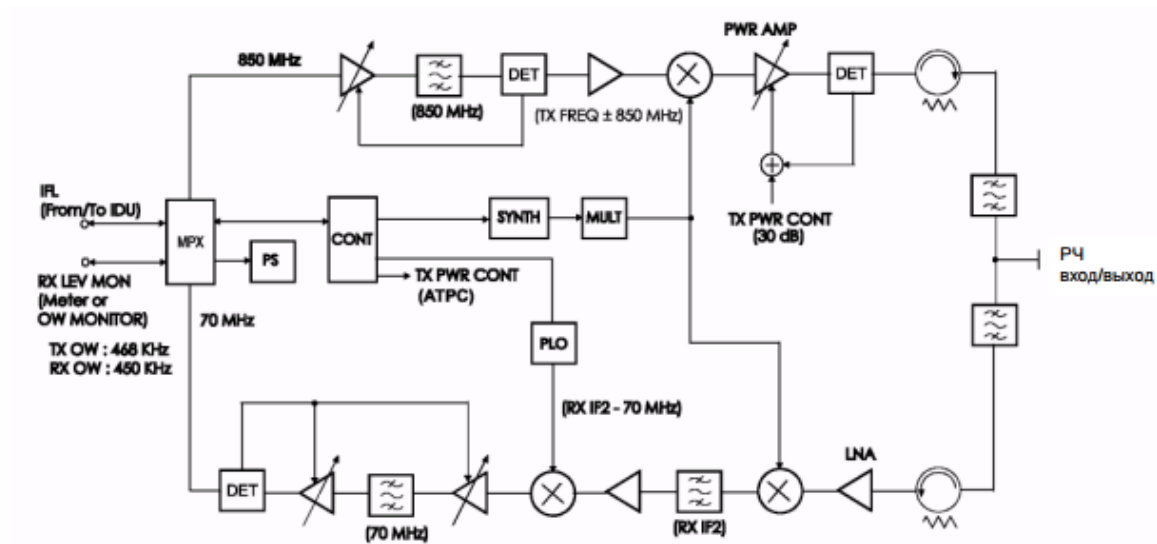 PWR AMP
850 MHz
DET
DET
(850 MHz)
(TX FREQ ± 850 MHz)
IFL
(From/To IDU)
MPX
CONT
SYNTH
MULT
TX PWR CONT
(30 dB)
PS
TX PWR CONT
(ATPC)
РЧ
вход/выход
RX LEV MON
(Meter or
OW MONITOR)
70 MHz
TX OW : 468 KHz
RX OW : 450 KHz
PLO
(RX IF2 - 70 MHz)
LNA
DET
(70 MHz)
(RX IF2)